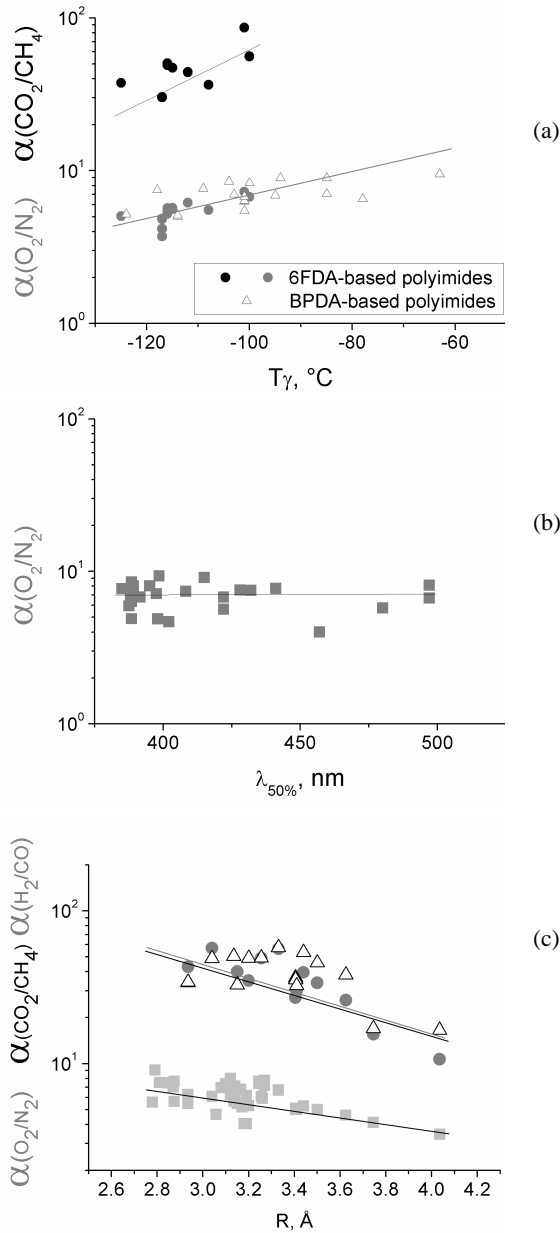 10²
α(CO₂/CH₄)
α(O₂/N₂)
(a)
10¹
6FDA-based polyimides
BPDA-based polyimides
10⁰
-120 -100 -80 -60
Tγ, °C
10²
α(O₂/N₂)
(b)
10¹
10⁰
400 450 500
λ₅₀%, nm
α(H₂/CO)
α(CO₂/CH₄)
α(O₂/N₂)
10²
(c)
10¹
2.6 2.8 3.0 3.2 3.4 3.6 3.8 4.0 4.2
R, Å